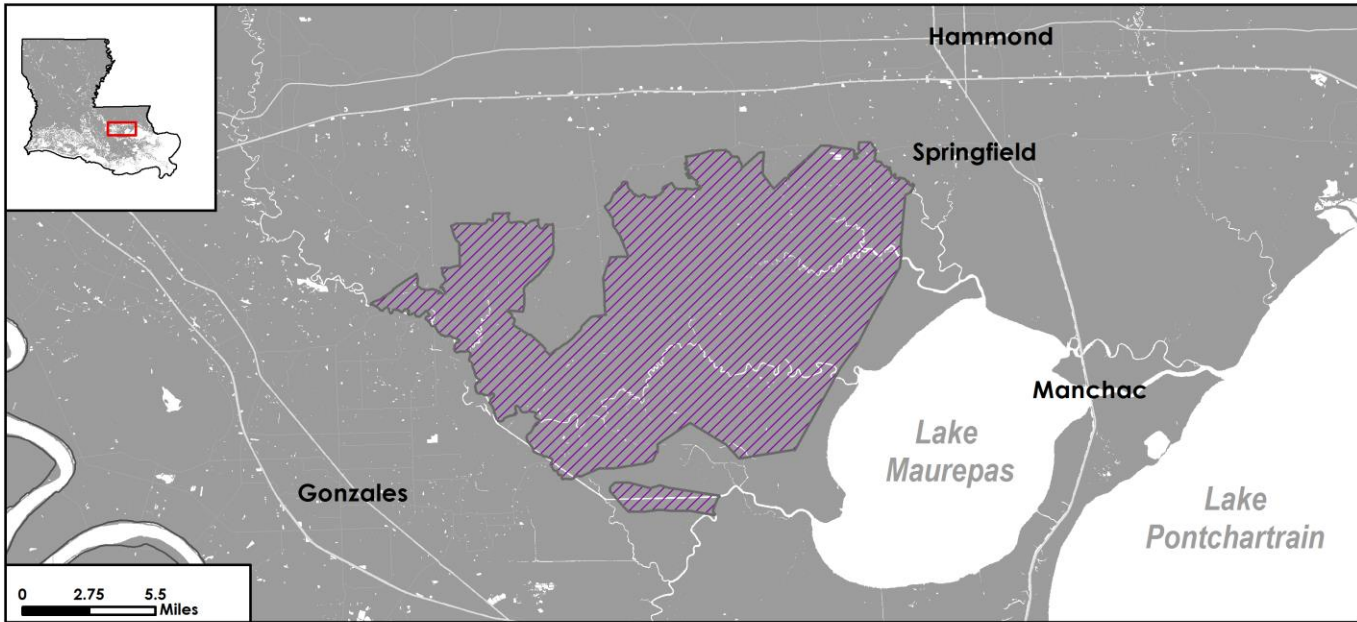 Hammond
Springfield
Manchac
Lake
Maurepas
Gonzales
Lake
Pontchartrain
0 2.75 5.5
Miles